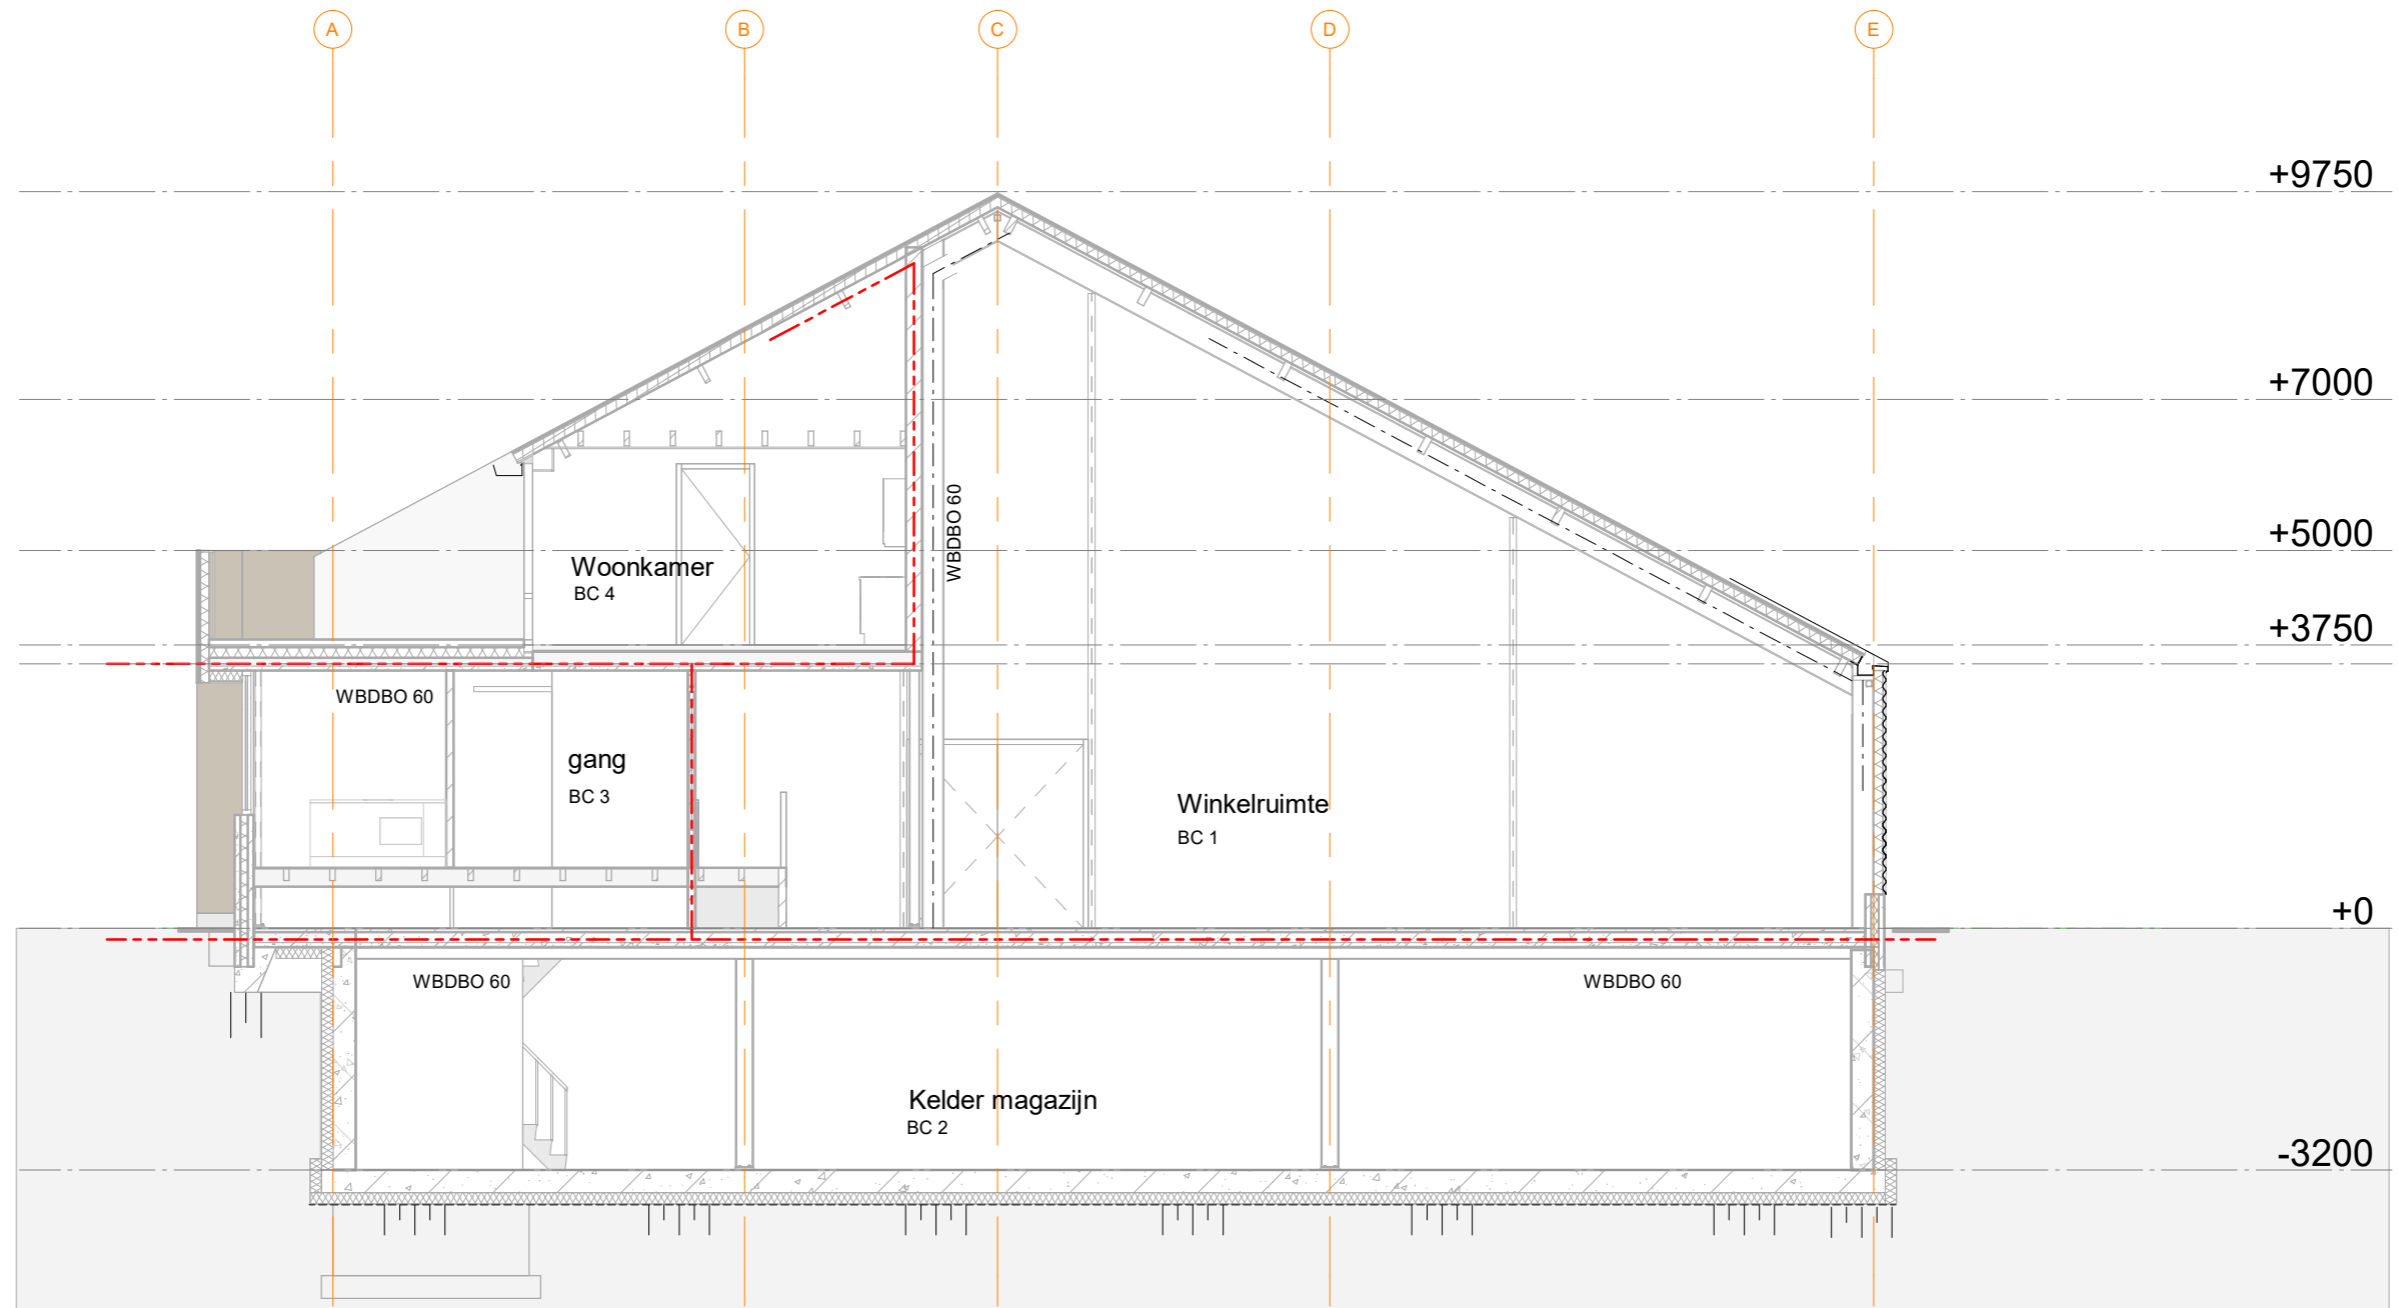 A B C D E
+9750
+7000
+5000
WBDBO 60
Woonkamer
BC 4
+3750
WBDBO 60
gang
BC 3
Winkelruimte
BC 1
+0
WBDBO 60
WBDBO 60
Kelder magazijn
BC 2
-3200